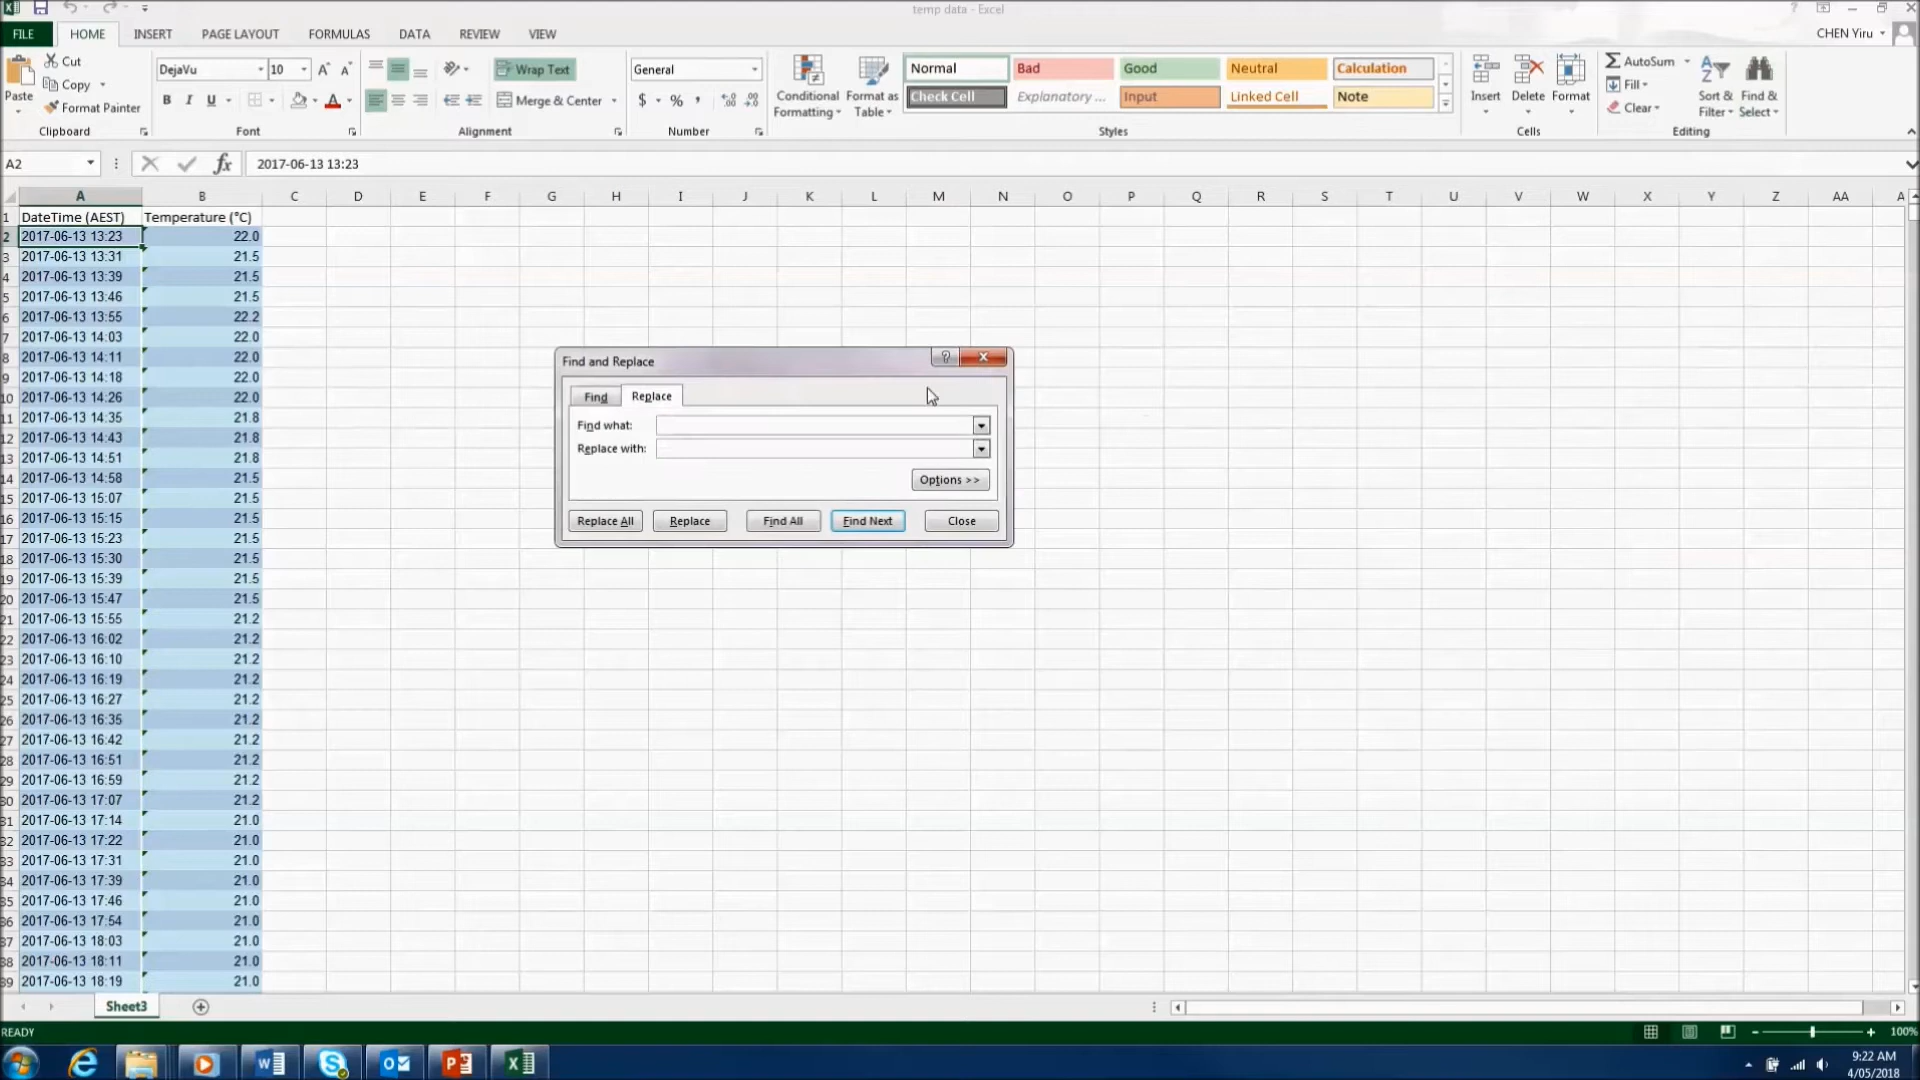 temp data - Excel
FILE HOME INSERT PAGE LAYOUT FORMULAS DATA REVIEW VIEW CHEN Yiru
Paste
Cut
Copy
Format Painter
Clipboard
DejaVu 10
B I U
Font
Wrap Text
Merge & Center
Alignment
General
$ % ,
Number
Conditional Formatting
Format as Table
Normal Bad Good Neutral Calculation
Check Cell Explanatory ... Input Linked Cell Note
Styles
Insert Delete Format
Cells
AutoSum
Fill
Clear
Sort & Filter
Find & Select
Editing
A2 fx 2017-06-13 13:23
A B C D E F G H I J K L M N O P Q R S T U V W X Y Z AA A
1 DateTime (AEST) Temperature (°C)
2 2017-06-13 13:23 22.0
3 2017-06-13 13:31 21.5
4 2017-06-13 13:39 21.5
5 2017-06-13 13:46 21.5
6 2017-06-13 13:55 22.2
7 2017-06-13 14:03 22.0
8 2017-06-13 14:11 22.0
9 2017-06-13 14:18 22.0
10 2017-06-13 14:26 22.0
11 2017-06-13 14:35 21.8
12 2017-06-13 14:43 21.8
13 2017-06-13 14:51 21.8
14 2017-06-13 14:58 21.5
15 2017-06-13 15:07 21.5
16 2017-06-13 15:15 21.5
17 2017-06-13 15:23 21.5
18 2017-06-13 15:30 21.5
19 2017-06-13 15:39 21.5
20 2017-06-13 15:47 21.5
21 2017-06-13 15:55 21.2
22 2017-06-13 16:02 21.2
23 2017-06-13 16:10 21.2
24 2017-06-13 16:19 21.2
25 2017-06-13 16:27 21.2
26 2017-06-13 16:35 21.2
27 2017-06-13 16:42 21.2
28 2017-06-13 16:51 21.2
29 2017-06-13 16:59 21.2
30 2017-06-13 17:07 21.2
31 2017-06-13 17:14 21.0
32 2017-06-13 17:22 21.0
33 2017-06-13 17:31 21.0
34 2017-06-13 17:39 21.0
35 2017-06-13 17:46 21.0
36 2017-06-13 17:54 21.0
37 2017-06-13 18:03 21.0
38 2017-06-13 18:11 21.0
39 2017-06-13 18:19 21.0
Find and Replace
Find Replace
Find what:
Replace with:
Options >>
Replace All Replace Find All Find Next Close
Sheet3
READY 100%
9:22 AM
4/05/2018